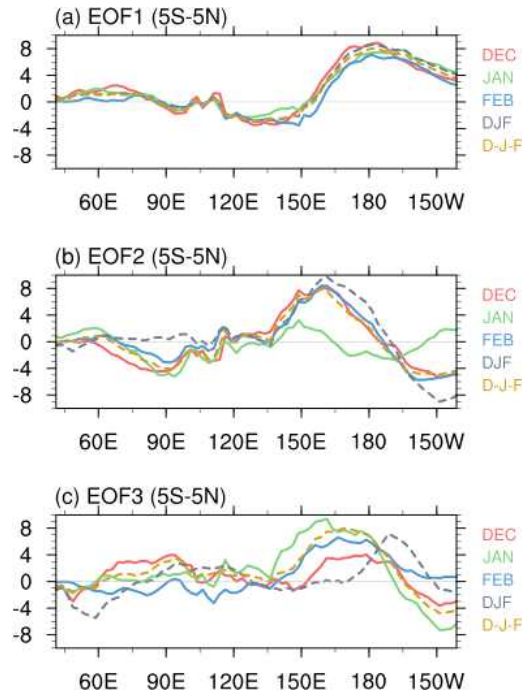 (a) EOF1 (5S-5N)
8
4
0
-4
-8
60E 90E 120E 150E 180 150W
DEC
JAN
FEB
DJF
D-J-F
(b) EOF2 (5S-5N)
8
4
0
-4
-8
60E 90E 120E 150E 180 150W
DEC
JAN
FEB
DJF
D-J-F
(c) EOF3 (5S-5N)
8
4
0
-4
-8
60E 90E 120E 150E 180 150W
DEC
JAN
FEB
DJF
D-J-F